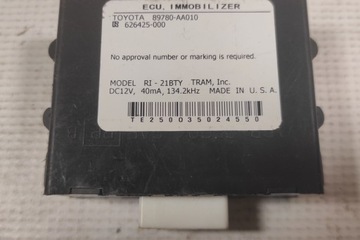 ECU, IMMOBILIZER
TOYOTA 89780-AA010
626425-000
No approval number or marking is required.
MODEL RI - 21BTY TRAM, Inc.
DC12V, 40mA, 134.2kHz MADE IN U.S.A.
TE250035024550